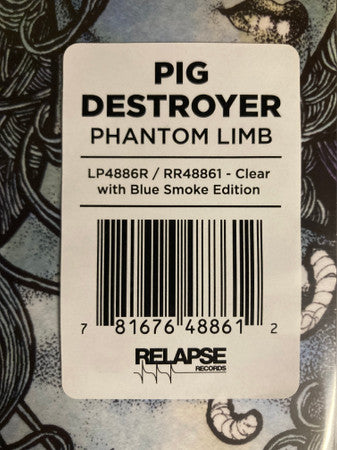 PIG
DESTROYER
PHANTOM LIMB
LP4886R / RR48861 - Clear
with Blue Smoke Edition
7 81676 48861 2
RELAPSE
RECORDS